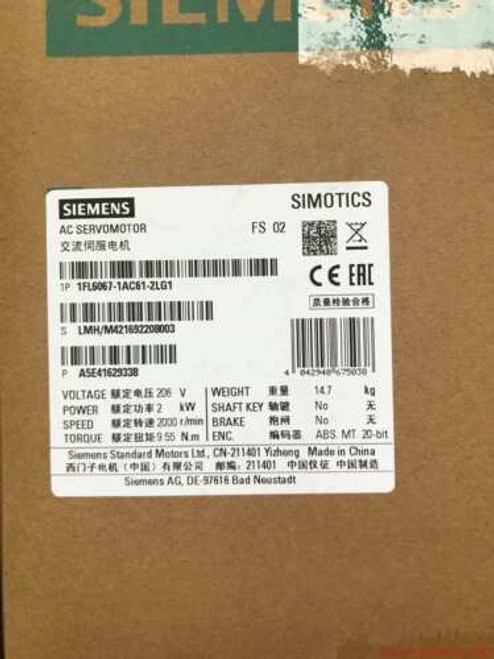 SIEMENS
SIEMENS
SIMOTICS
AC SERVOMOTOR
FS 02
交流伺服电机
1P 1FL6067-1AC61-2LG1
CE EAC
质量检验合格
S LMH/M421692208003
P A5E41629338
4 042948 675038
VOLTAGE 额定电压 206 V
POWER 额定功率 2 kW
SPEED 额定转速 2000 r/min
TORQUE 额定扭矩 9.55 N.m
WEIGHT 重量 14.7 kg
SHAFT KEY 轴键 No 无
BRAKE 抱闸 No 无
ENC. 编码器 ABS. MT. 20-bit
Siemens Standard Motors Ltd., CN-211401 Yizheng Made in China
西门子电机（中国）有限公司 邮编：211401 中国仪征 中国制造
Siemens AG, DE-97616 Bad Neustadt